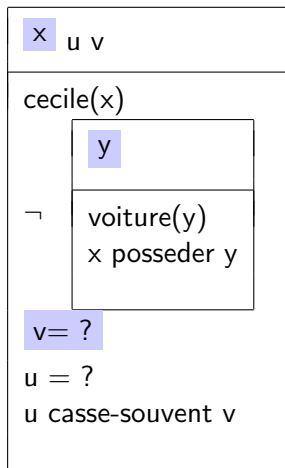 x u v
cecile(x)
y
¬
voiture(y)
x posseder y
v= ?
u = ?
u casse-souvent v